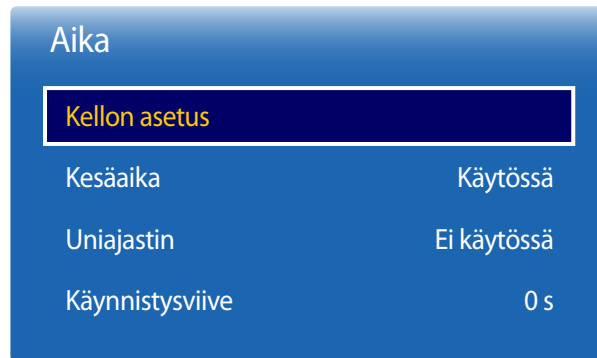 Aika
Kellon asetus
Kesäaika Käytössä
Uniajastin Ei käytössä
Käynnistysviive 0 s